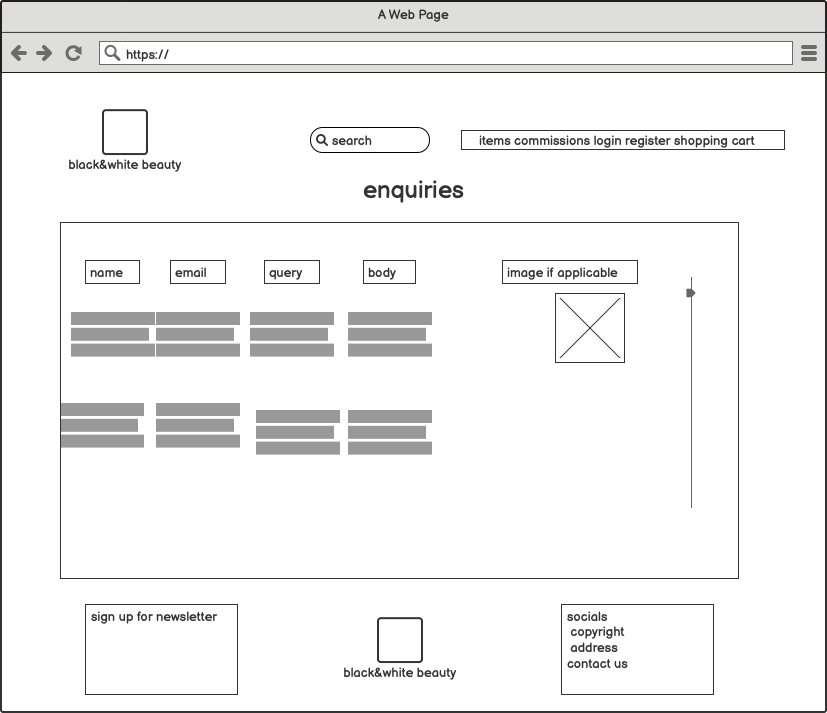 A Web Page
https://
search
items commissions login register shopping cart
black&white beauty
enquiries
name
email
query
body
image if applicable
sign up for newsletter
black&white beauty
socials
copyright
address
contact us